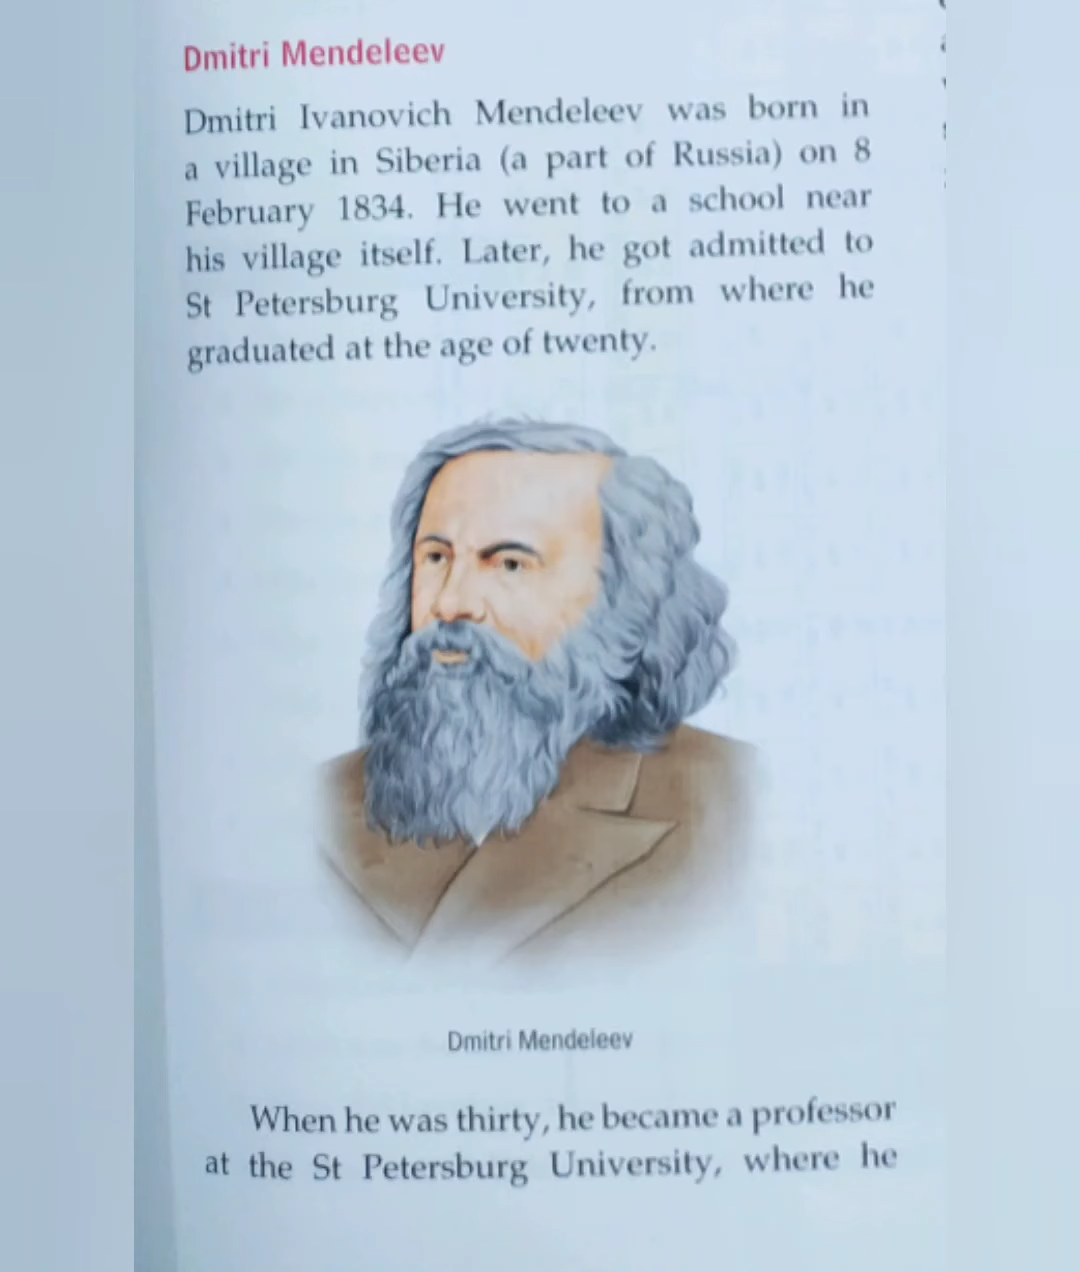 Dmitri Mendeleev
Dmitri Ivanovich Mendeleev was born in
a village in Siberia (a part of Russia) on 8
February 1834. He went to a school near
his village itself. Later, he got admitted to
St Petersburg University, from where he
graduated at the age of twenty.
Dmitri Mendeleev
When he was thirty, he became a professor
at the St Petersburg University, where he